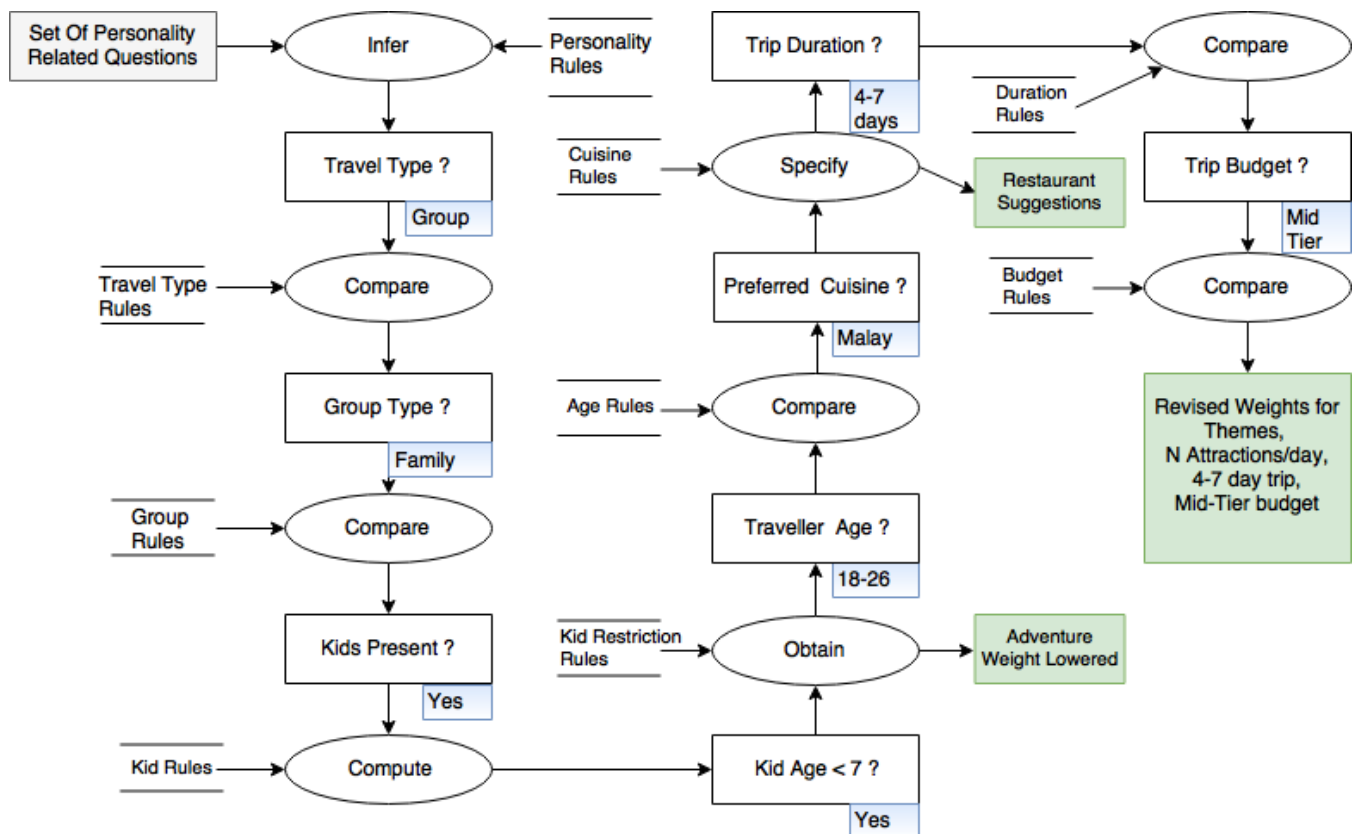 Set Of Personality
Related Questions
Infer
Personality
Rules
Travel Type ?
Group
Travel Type
Rules
Compare
Group Type ?
Family
Group
Rules
Compare
Kids Present ?
Yes
Kid Rules
Compute
Kid Age < 7 ?
Yes
Kid Restriction
Rules
Obtain
Adventure
Weight Lowered
Traveller Age ?
18-26
Age Rules
Compare
Preferred Cuisine ?
Malay
Cuisine
Rules
Specify
Restaurant
Suggestions
Trip Duration ?
4-7
days
Duration
Rules
Compare
Trip Budget ?
Mid
Tier
Budget
Rules
Compare
Revised Weights for
Themes,
N Attractions/day,
4-7 day trip,
Mid-Tier budget